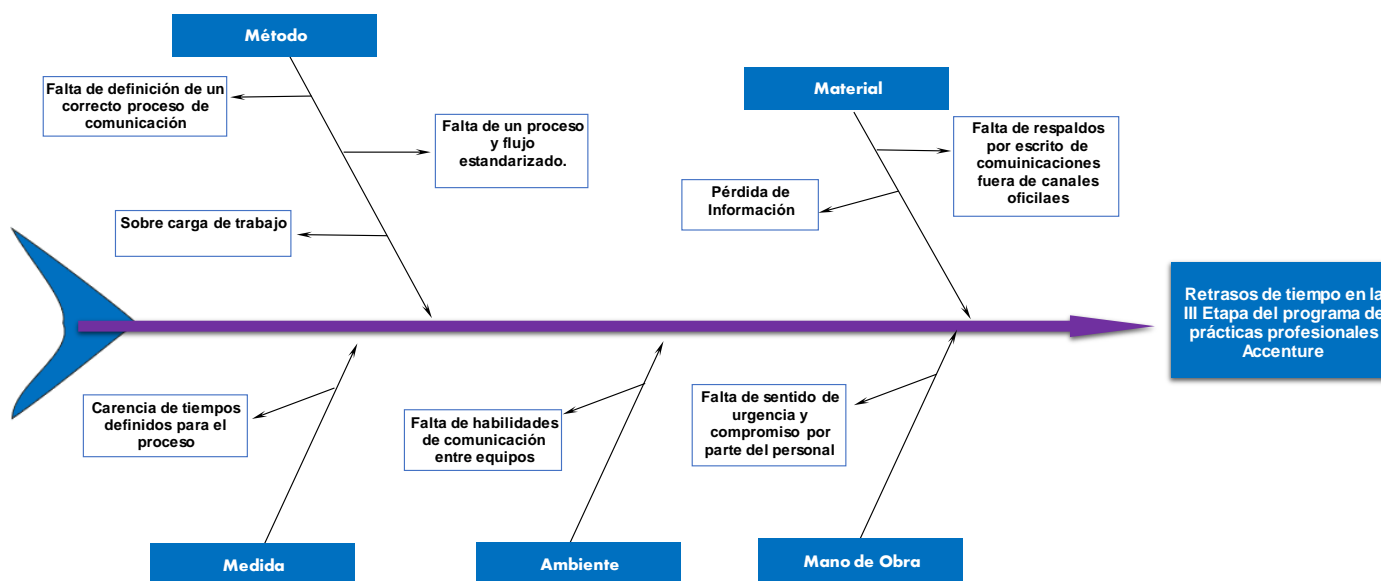 Método
Falta de definición de un
correcto proceso de
comunicación
Falta de un proceso
y flujo
estandarizado.
Sobre carga de trabajo
Material
Falta de respaldos
por escrito de
comuinicaciones
fuera de canales
oficilaes
Pérdida de
Información
Retrasos de tiempo en la
III Etapa del programa de
prácticas profesionales
Accenture
Carencia de tiempos
definidos para el
proceso
Falta de habilidades
de comunicación
entre equipos
Falta de sentido de
urgencia y
compromiso por
parte del personal
Medida
Ambiente
Mano de Obra